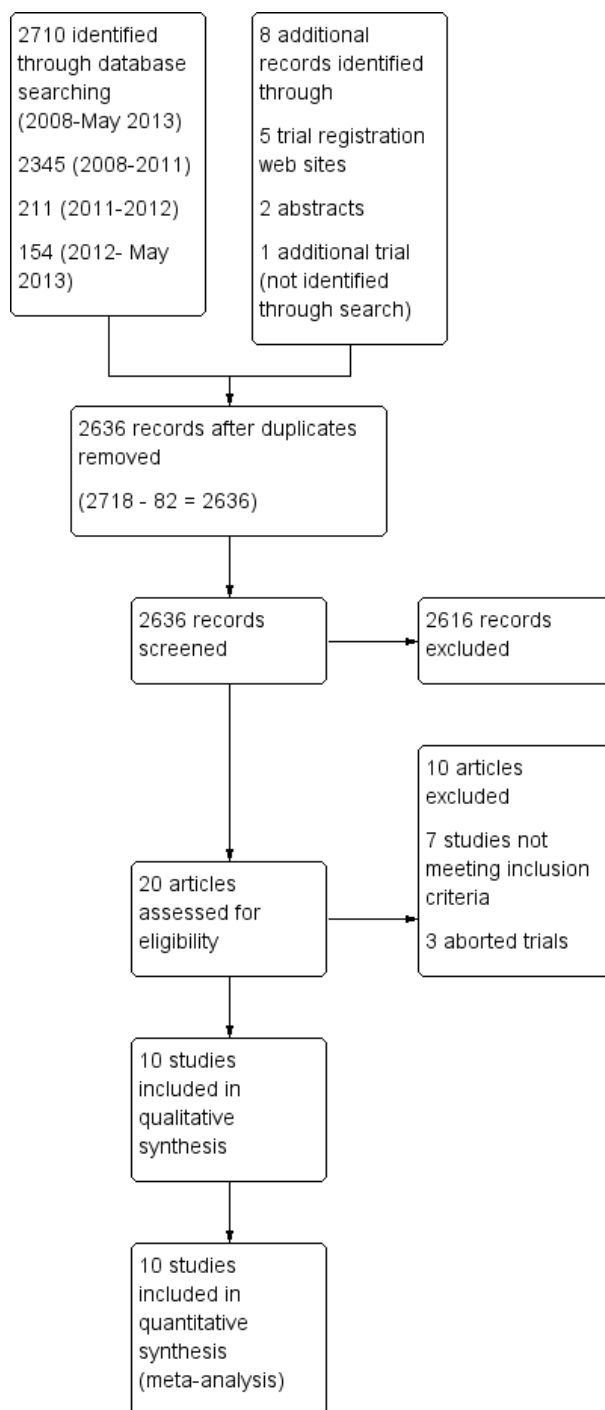 2710 identified
through database
searching
(2008-May 2013)
2345 (2008-2011)
211 (2011-2012)
154 (2012- May
2013)
8 additional
records identified
through
5 trial registration
web sites
2 abstracts
1 additional trial
(not identified
through search)
2636 records after duplicates
removed
(2718 - 82 = 2636)
2636 records
screened
2616 records
excluded
20 articles
assessed for
eligibility
10 articles
excluded
7 studies not
meeting inclusion
criteria
3 aborted trials
10 studies
included in
qualitative
synthesis
10 studies
included in
quantitative
synthesis
(meta-analysis)